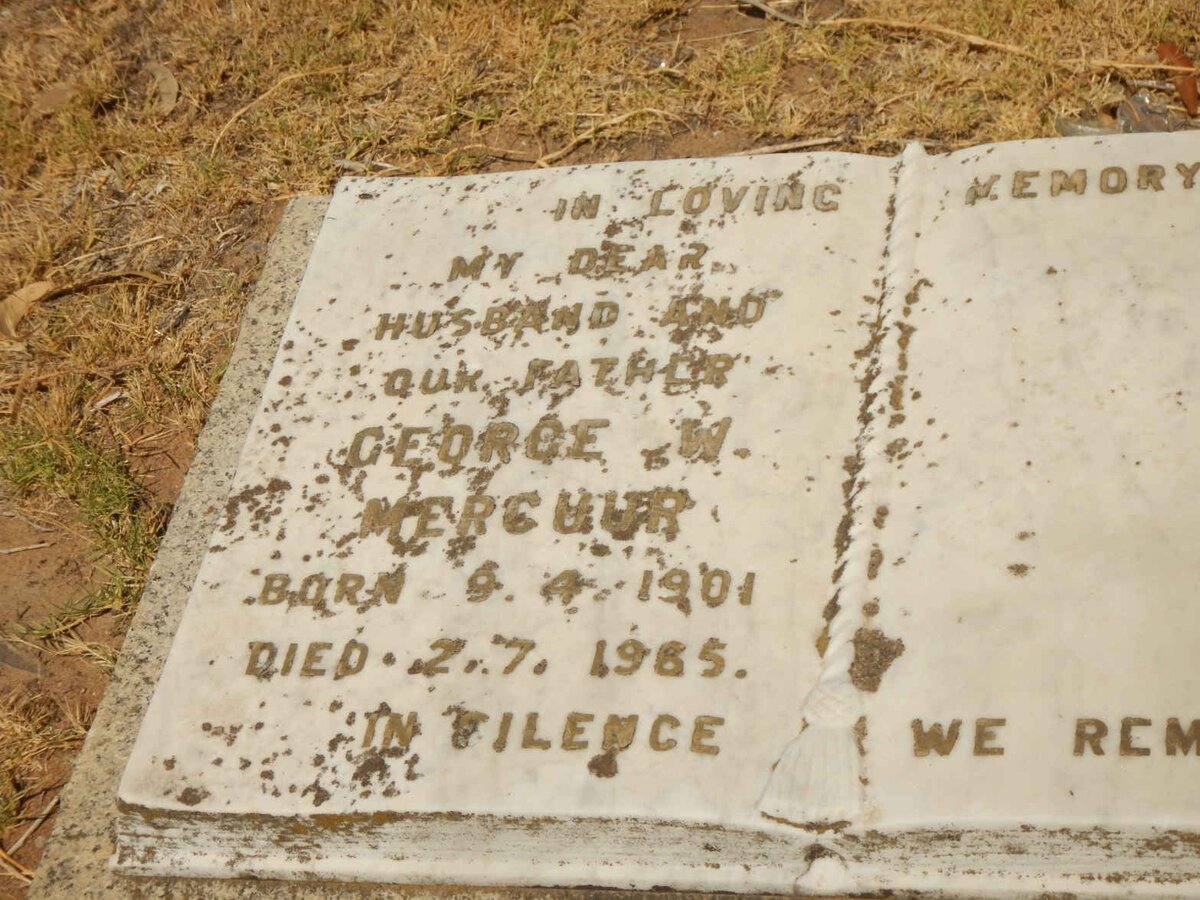 IN LOVING MEMORY
MY DEAR
HUSBAND AND
OUR FATHER
GEORGE W.
MERCUUR
BORN 9. 4. 1901
DIED. 2. 7. 1965.
IN SILENCE WE REM